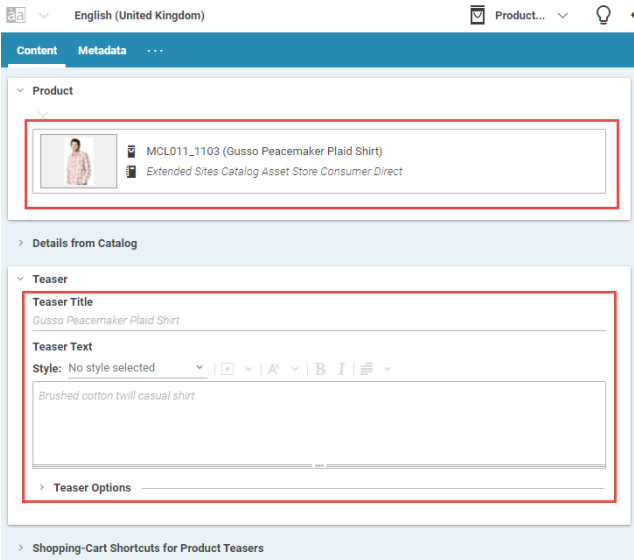 àa English (United Kingdom) Product...
Content Metadata ...
Product
MCL011_1103 (Gusso Peacemaker Plaid Shirt)
Extended Sites Catalog Asset Store Consumer Direct
Details from Catalog
Teaser
Teaser Title
Gusso Peacemaker Plaid Shirt
Teaser Text
Style: No style selected B I
Brushed cotton twill casual shirt
Teaser Options
Shopping-Cart Shortcuts for Product Teasers